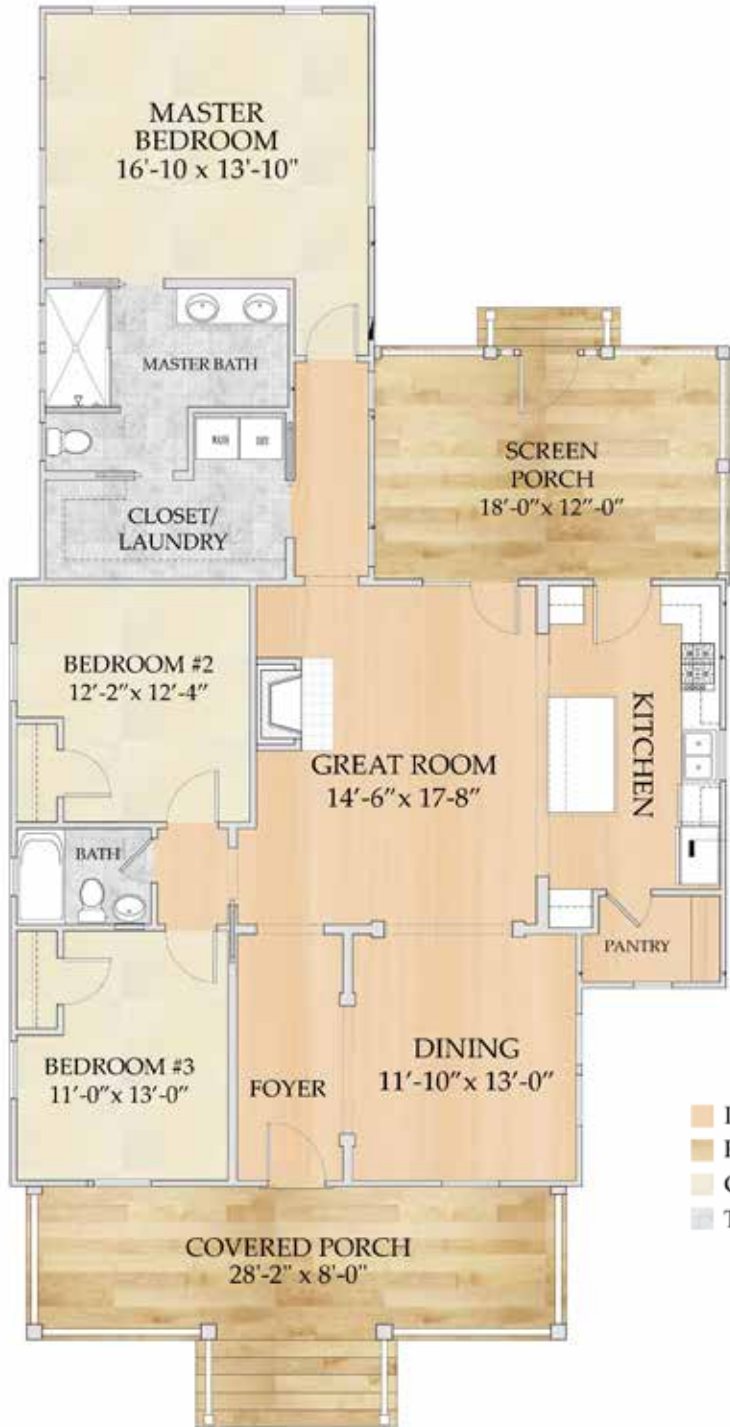 MASTER
BEDROOM
16'-10 x 13'-10"
MASTER BATH
WASH
DRY
SCREEN
PORCH
18'-0" x 12"-0"
CLOSET/
LAUNDRY
BEDROOM #2
12'-2" x 12'-4"
KITCHEN
GREAT ROOM
14'-6" x 17-8"
BATH
PANTRY
BEDROOM #3
11'-0" x 13'-0"
FOYER
DINING
11'-10" x 13'-0"
C
T
COVERED PORCH
28'-2" x 8'-0"